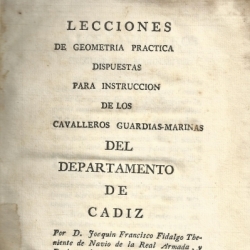 LECCIONES
DE GEOMETRIA PRACTICA
DISPUESTAS
PARA INSTRUCCION
DE LOS
CAVALLEROS GUARDIAS-MARINAS
DEL
DEPARTAMENTO
DE
CADIZ
Por D. Joaquin Francisco Fidalgo The-
niente de Navio de la Real Armada, y